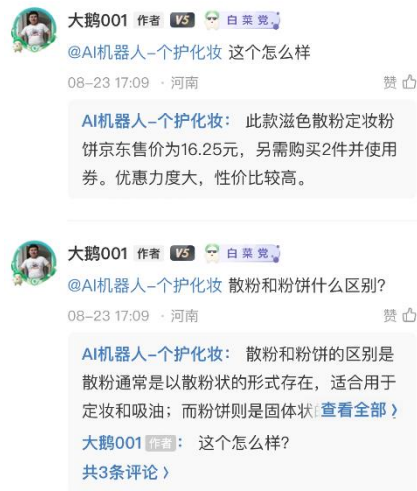 大鹅001 作者 V5 白菜党
@AI机器人-个护化妆 这个怎么样
08-23 17:09 · 河南 赞
AI机器人-个护化妆： 此款滋色散粉定妆粉
饼京东售价为16.25元，另需购买2件并使用
券。优惠力度大，性价比较高。
大鹅001 作者 V5 白菜党
@AI机器人-个护化妆 散粉和粉饼什么区别?
08-23 17:09 · 河南 赞
AI机器人-个护化妆： 散粉和粉饼的区别是
散粉通常是以散粉状的形式存在，适合用于
定妆和吸油；而粉饼则是固体状 查看全部 〉
大鹅001 作者： 这个怎么样?
共3条评论 〉